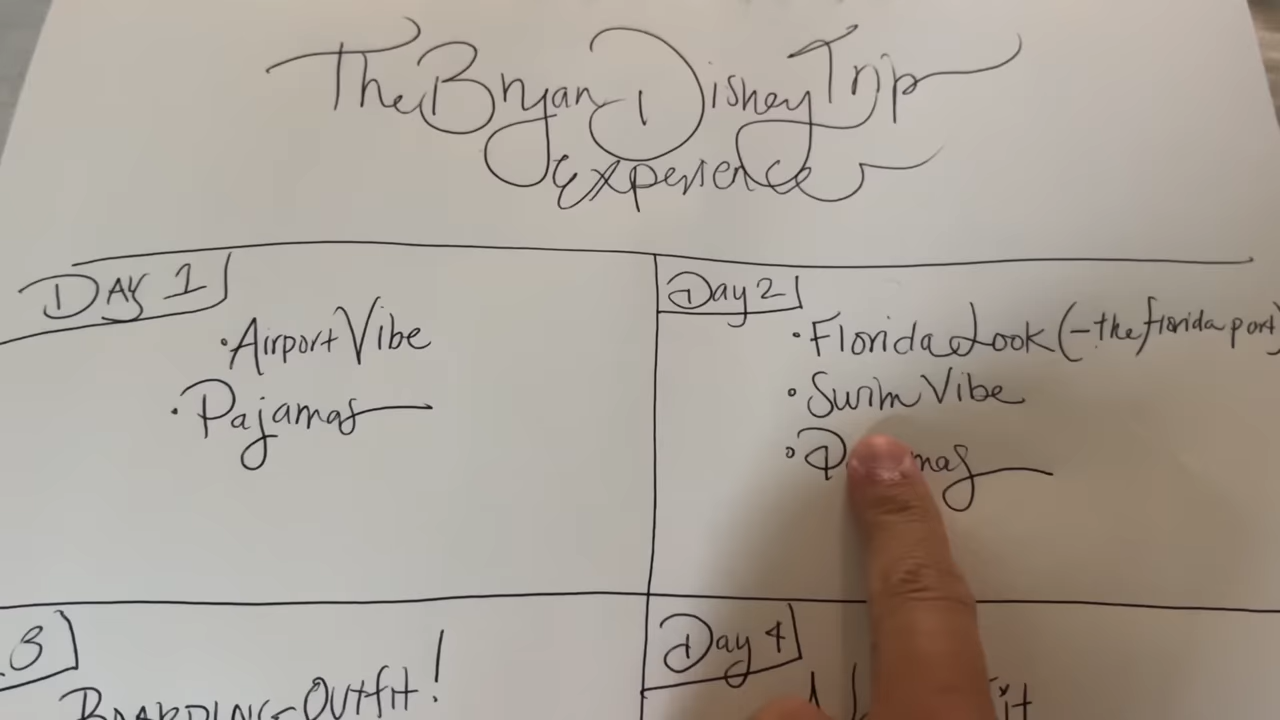 The Bryan Disney Trip
Experience
DAY 1
• Airport Vibe
• Pajamas
Day 2
• Florida Look (-the florida port)
• Swim Vibe
3
BOARDING-OUTfiT!
Day 4